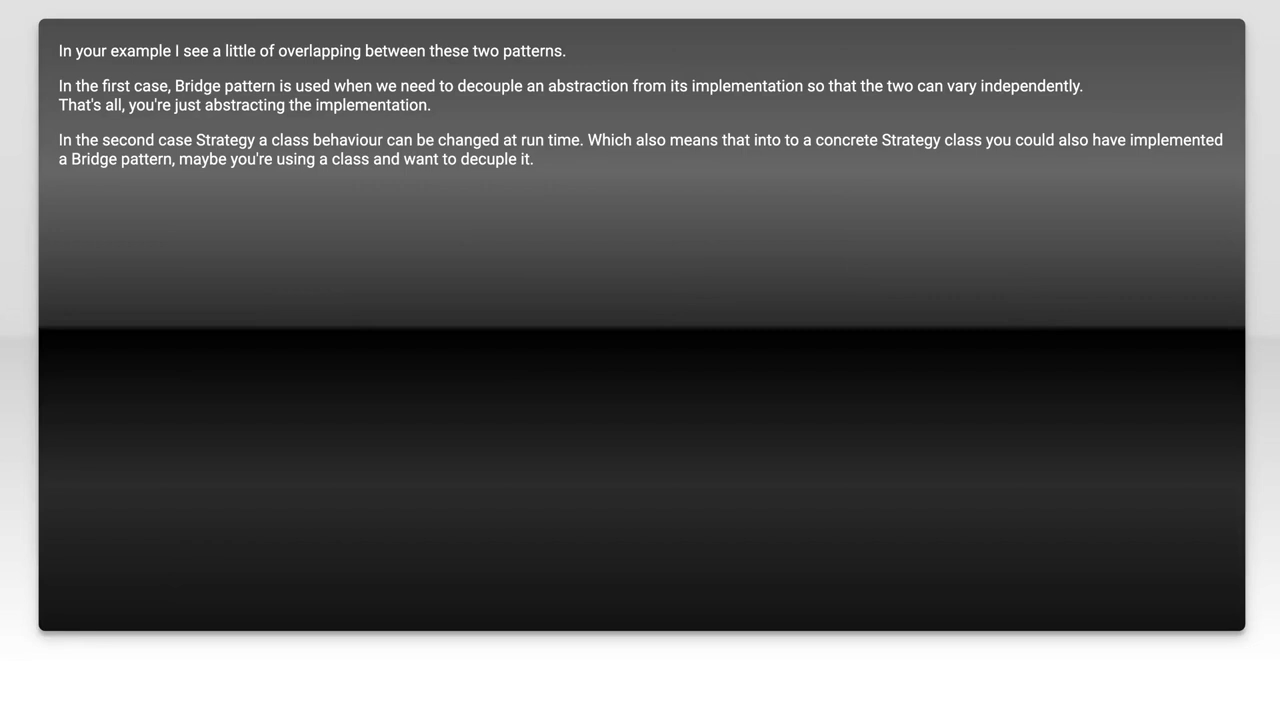 In your example I see a little of overlapping between these two patterns.
In the first case, Bridge pattern is used when we need to decouple an abstraction from its implementation so that the two can vary independently.
That's all, you're just abstracting the implementation.
In the second case Strategy a class behaviour can be changed at run time. Which also means that into to a concrete Strategy class you could also have implemented
a Bridge pattern, maybe you're using a class and want to decuple it.